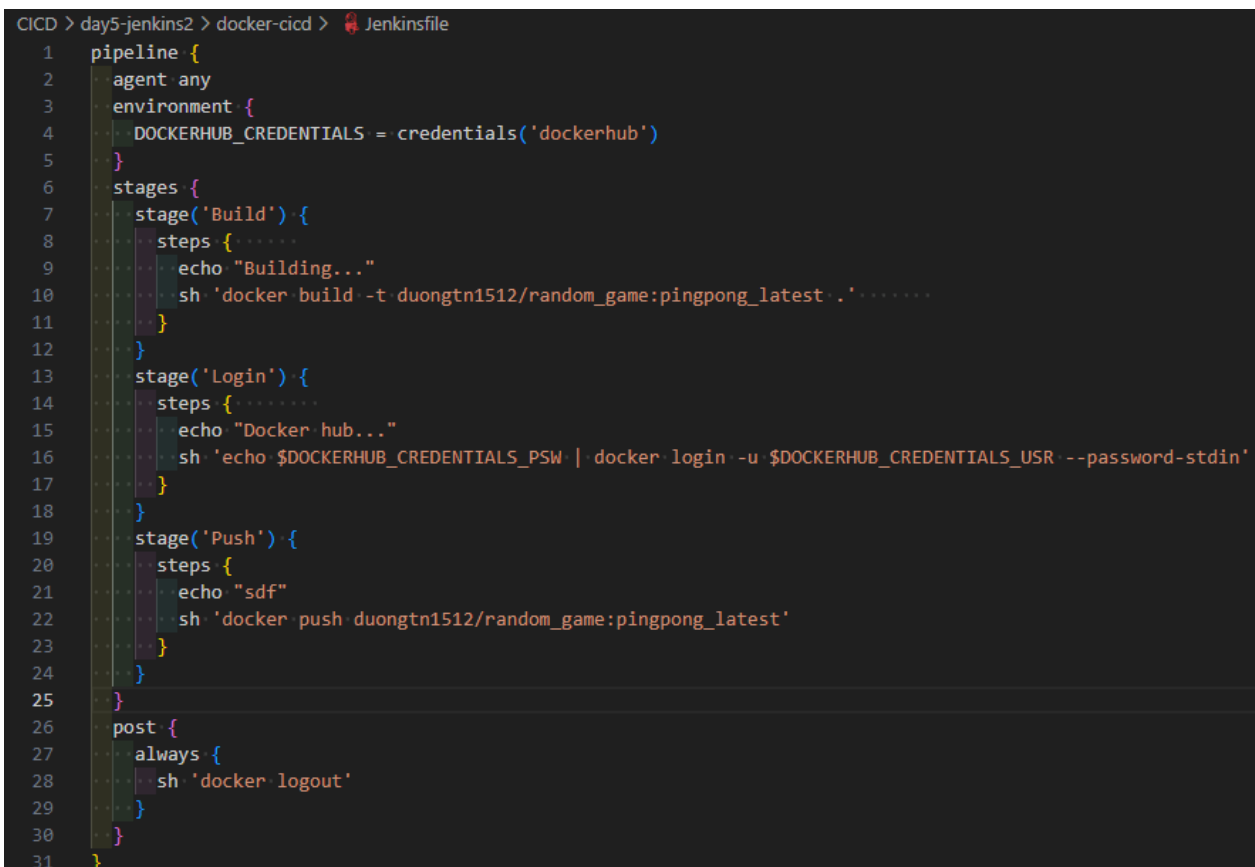 CICD > day5-jenkins2 > docker-cicd > Jenkinsfile
1 pipeline {
2   agent any
3   environment {
4     DOCKERHUB_CREDENTIALS = credentials('dockerhub')
5   }
6   stages {
7     stage('Build') {
8       steps {
9         echo "Building..."
10         sh 'docker build -t duongtn1512/random_game:pingpong_latest .'
11       }
12     }
13     stage('Login') {
14       steps {
15         echo "Docker hub..."
16         sh 'echo $DOCKERHUB_CREDENTIALS_PSW | docker login -u $DOCKERHUB_CREDENTIALS_USR --password-stdin'
17       }
18     }
19     stage('Push') {
20       steps {
21         echo "sdf"
22         sh 'docker push duongtn1512/random_game:pingpong_latest'
23       }
24     }
25   }
26   post {
27     always {
28       sh 'docker logout'
29     }
30   }
31 }